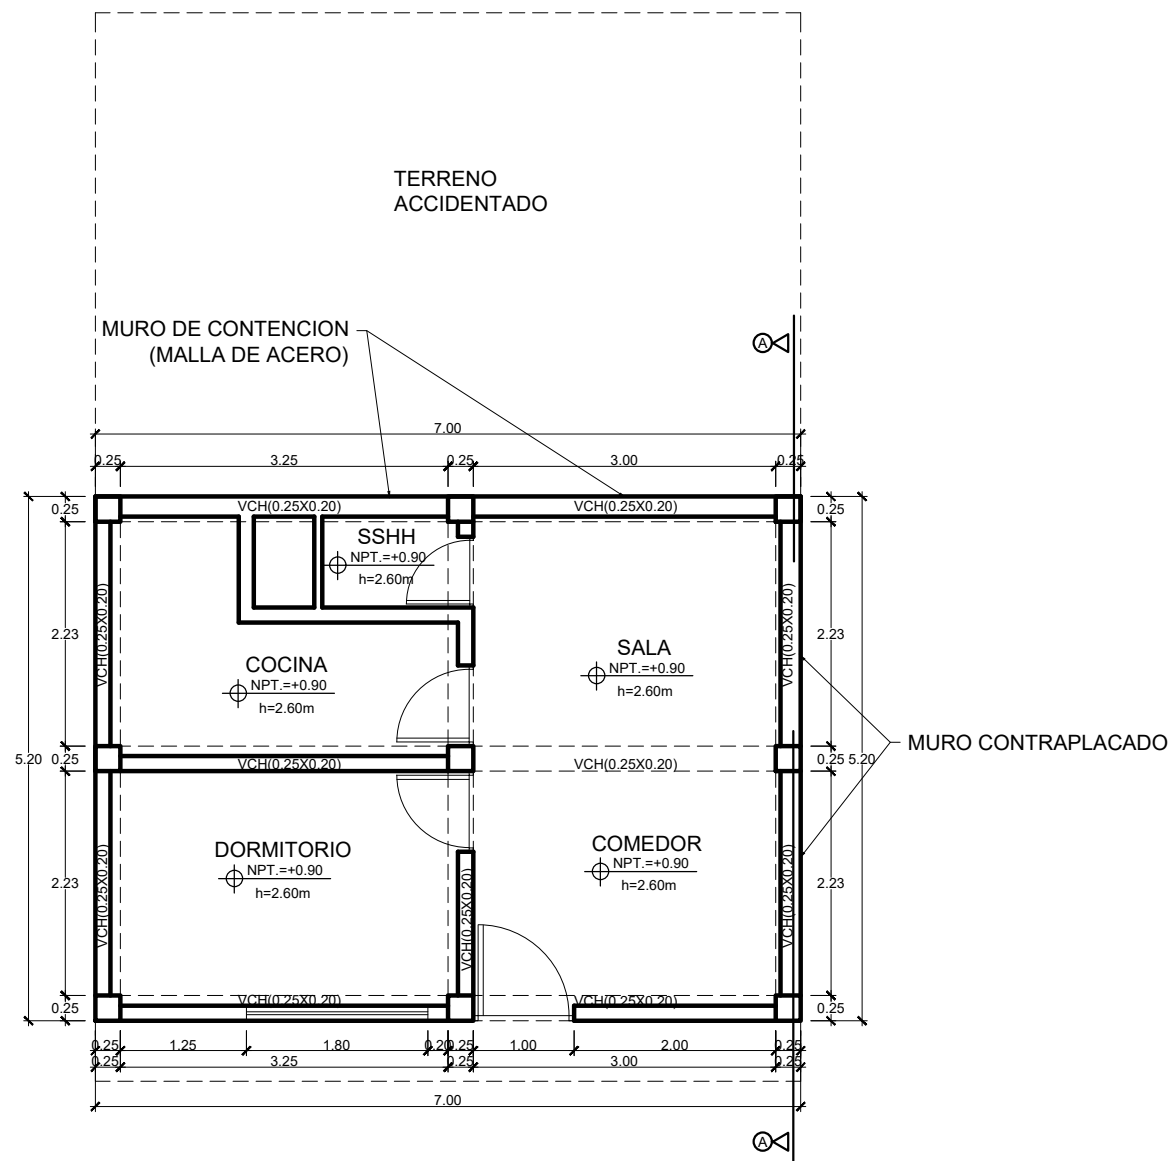 TERRENO
ACCIDENTADO
MURO DE CONTENCION
(MALLA DE ACERO)
A
7.00
0.25 3.25 0.25 3.00 0.25
VCH(0.25X0.20) VCH(0.25X0.20)
0.25 0.25
SSHH
NPT.=+0.90
h=2.60m
VCH(0.25X0.20) VCH(0.25X0.20)
2.23 2.23
SALA
NPT.=+0.90
h=2.60m
COCINA
NPT.=+0.90
h=2.60m
MURO CONTRAPLACADO
5.20 0.25 VCH(0.25X0.20) VCH(0.25X0.20) 0.25 5.20
DORMITORIO
NPT.=+0.90
h=2.60m
COMEDOR
NPT.=+0.90
h=2.60m
2.23 2.23
VCH(0.25X0.20) VCH(0.25X0.20) VCH(0.25X0.20)
VCH(0.25X0.20) VCH(0.25X0.20)
0.25 0.25
0.25 1.25 1.80 0.20 0.25 1.00 2.00 0.25
0.25 3.25 0.25 3.00 0.25
7.00
A